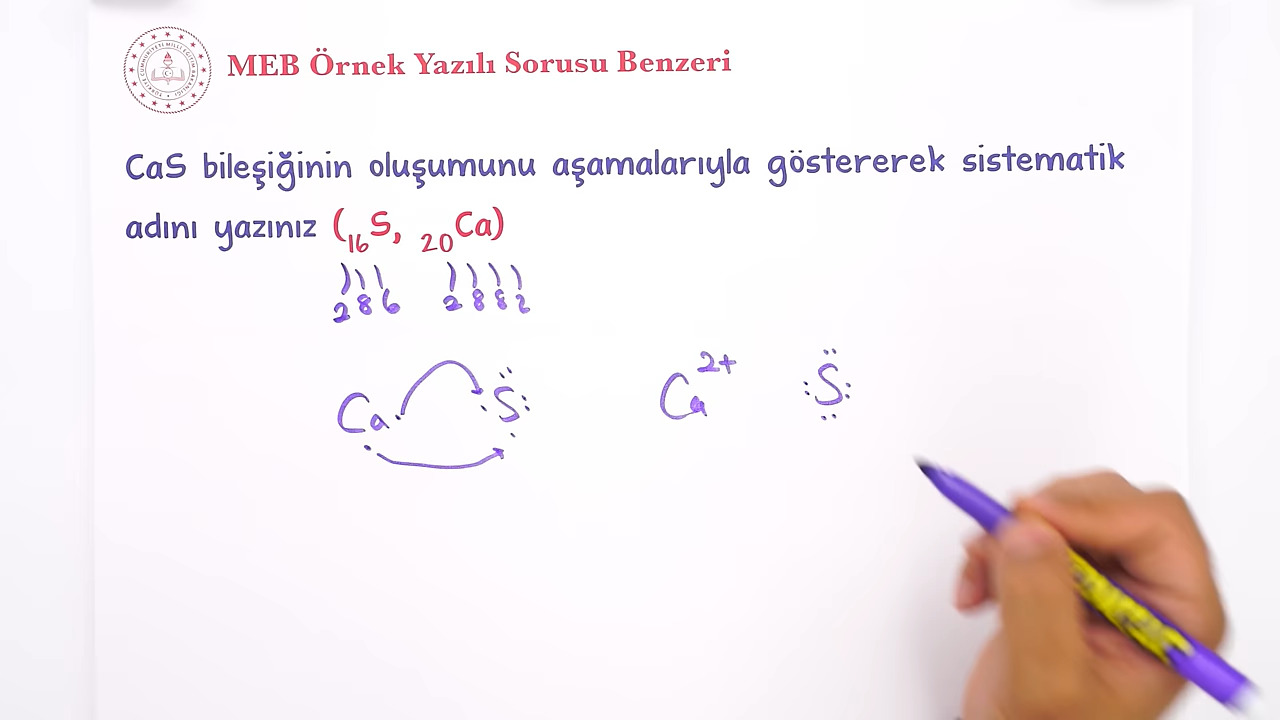 MEB Örnek Yazılı Sorusu Benzeri
CaS bileşiğinin oluşumunu aşamalarıyla göstererek sistematik
adını yazınız (₁₆S, ₂₀Ca)
2 8 6 2 8 8 2
Ca S Ca²⁺ S